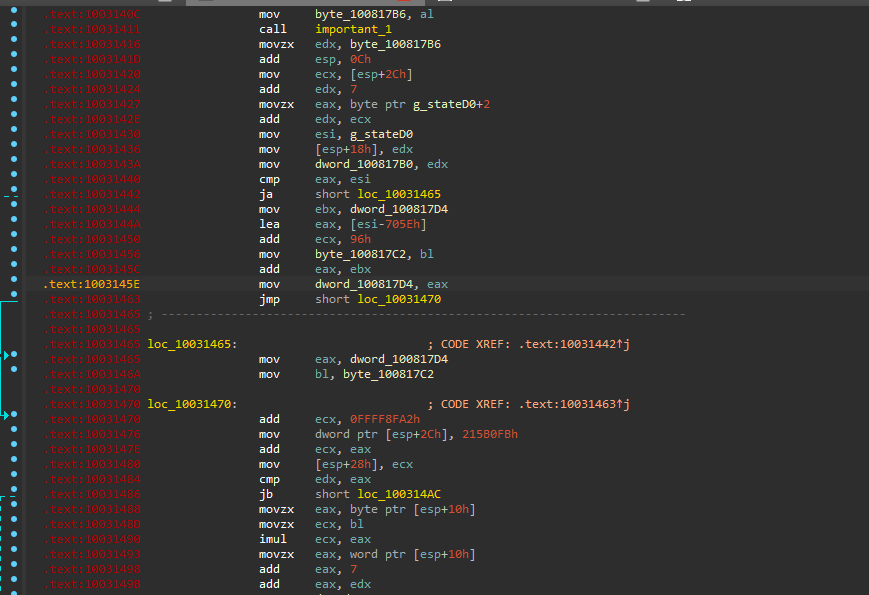 .text:1003140C mov byte_100817B6, al
.text:10031411 call important_1
.text:10031416 movzx edx, byte_100817B6
.text:1003141D add esp, 0Ch
.text:10031420 mov ecx, [esp+2Ch]
.text:10031424 add edx, 7
.text:10031427 movzx eax, byte ptr g_stateD0+2
.text:1003142E add edx, ecx
.text:10031430 mov esi, g_stateD0
.text:10031436 mov [esp+18h], edx
.text:1003143A mov dword_100817B0, edx
.text:10031440 cmp eax, esi
.text:10031442 ja short loc_10031465
.text:10031444 mov ebx, dword_100817D4
.text:1003144A lea eax, [esi-705Eh]
.text:10031450 add ecx, 96h
.text:10031456 mov byte_100817C2, bl
.text:1003145C add eax, ebx
.text:1003145E mov dword_100817D4, eax
.text:10031463 jmp short loc_10031470
.text:10031465 ; ---------------------------------------------------------------------------
.text:10031465
.text:10031465 loc_10031465: ; CODE XREF: .text:10031442↑j
.text:10031465 mov eax, dword_100817D4
.text:1003146A mov bl, byte_100817C2
.text:10031470
.text:10031470 loc_10031470: ; CODE XREF: .text:10031463↑j
.text:10031470 add ecx, 0FFFF8FA2h
.text:10031476 mov dword ptr [esp+2Ch], 215B0FBh
.text:1003147E add ecx, eax
.text:10031480 mov [esp+28h], ecx
.text:10031484 cmp edx, eax
.text:10031486 jb short loc_100314AC
.text:10031488 movzx eax, byte ptr [esp+10h]
.text:1003148D movzx ecx, bl
.text:10031490 imul ecx, eax
.text:10031493 movzx eax, word ptr [esp+10h]
.text:10031498 add eax, 7
.text:1003149B add eax, edx